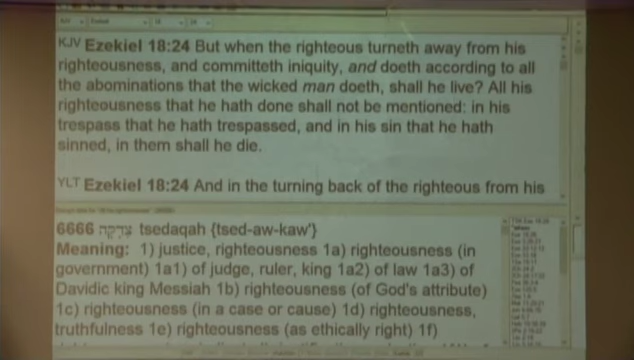 KJV Ezekiel 18:24 But when the righteous turneth away from his
righteousness, and committeth iniquity, and doeth according to all
the abominations that the wicked man doeth, shall he live? All his
righteousness that he hath done shall not be mentioned: in his
trespass that he hath trespassed, and in his sin that he hath
sinned, in them shall he die.
YLT Ezekiel 18:24 And in the turning back of the righteous from his
6666 צדקה tsedaqah {tsed-aw-kaw'}
Meaning: 1) justice, righteousness 1a) righteousness (in
government) 1a1) of judge, ruler, king 1a2) of law 1a3) of
Davidic king Messiah 1b) righteousness (of God's attribute)
1c) righteousness (in a case or cause) 1d) righteousness,
truthfulness 1e) righteousness (as ethically right) 1f)